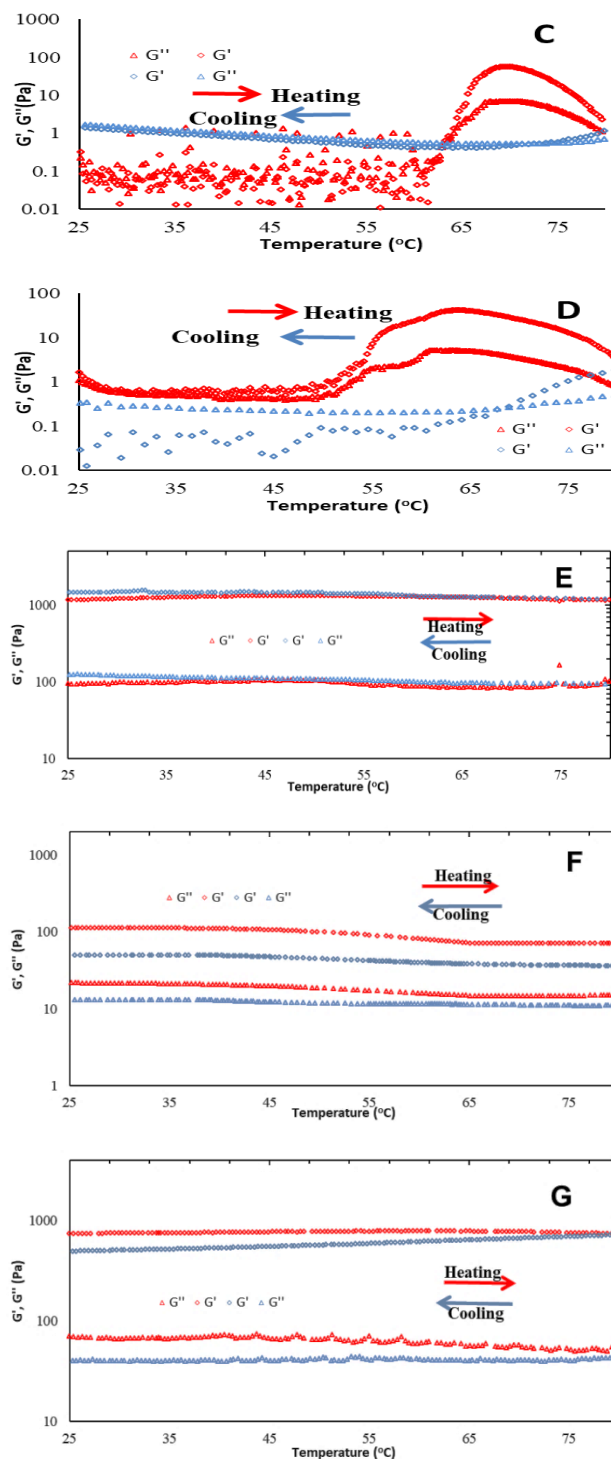 1000
C
G'' G'
100
G' G''
10
Heating
Cooling
1
0.1
0.01
G', G''(Pa)
25 35 45 55 65 75
Temperature (°C)
100
D
Heating
10
Cooling
1
0.1
G'' G'
G' G''
0.01
G', G''(Pa)
25 35 45 55 65 75
Temperature (°C)
E
1000
Heating
G'' G' G' G''
Cooling
100
10
G', G'' (Pa)
25 35 45 55 65 75
Temperature (°C)
F
1000
Heating
G'' G' G' G''
Cooling
100
10
1
G', G'' (Pa)
25 35 45 55 65 75
Temperature (°C)
G
1000
Heating
G'' G' G' G''
Cooling
100
10
G', G'' (Pa)
25 35 45 55 65 75
Temperature (°C)